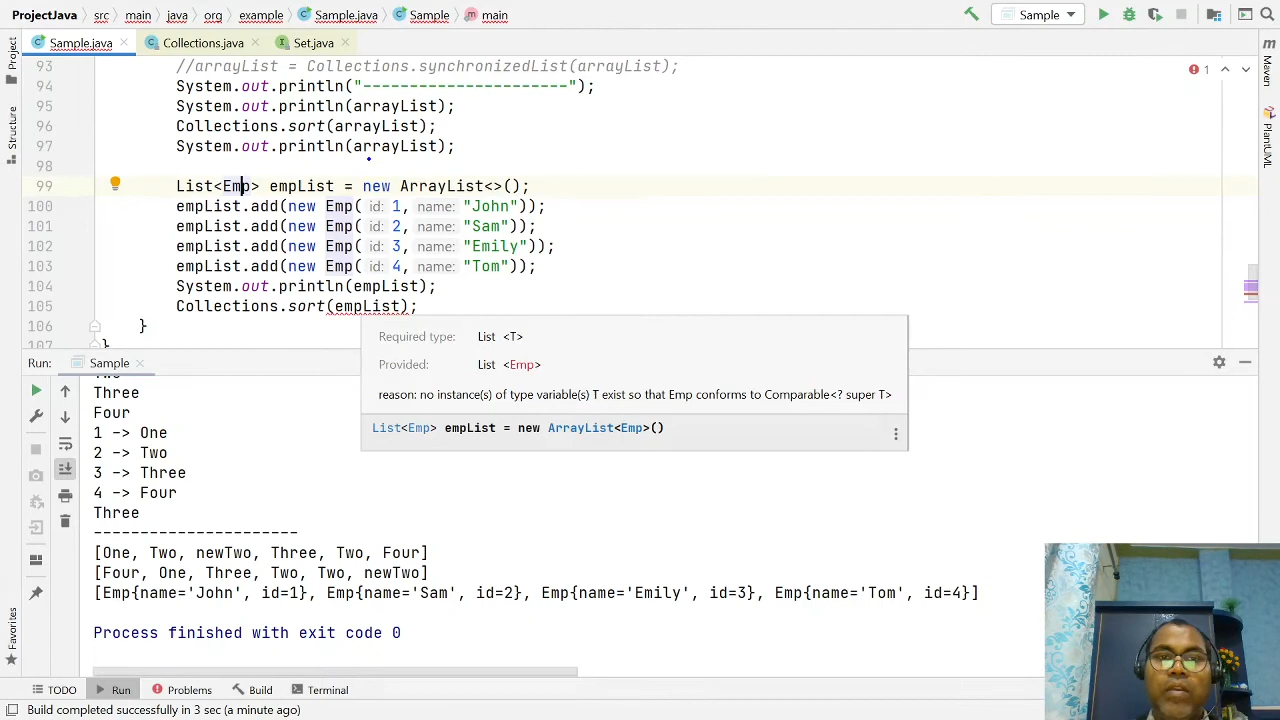 ProjectJava src main java org example Sample.java Sample main Sample
Sample.java Collections.java Set.java
Project
Structure
Favorites
Maven
PlantUML
1
93 //arrayList = Collections.synchronizedList(arrayList);
94 System.out.println("----------------------");
95 System.out.println(arrayList);
96 Collections.sort(arrayList);
97 System.out.println(arrayList);
98
99 List<Emp> empList = new ArrayList<>();
100 empList.add(new Emp( id: 1, name: "John"));
101 empList.add(new Emp( id: 2, name: "Sam"));
102 empList.add(new Emp( id: 3, name: "Emily"));
103 empList.add(new Emp( id: 4, name: "Tom"));
104 System.out.println(empList);
105 Collections.sort(empList);
106 }
107 }
Required type: List <T>
Provided: List <Emp>
reason: no instance(s) of type variable(s) T exist so that Emp conforms to Comparable<? super T>
List<Emp> empList = new ArrayList<Emp>()
Run: Sample
Two
Three
Four
1 -> One
2 -> Two
3 -> Three
4 -> Four
Three
----------------------
[One, Two, newTwo, Three, Two, Four]
[Four, One, Three, Two, Two, newTwo]
[Emp{name='John', id=1}, Emp{name='Sam', id=2}, Emp{name='Emily', id=3}, Emp{name='Tom', id=4}]
Process finished with exit code 0
TODO Run Problems Build Terminal
Build completed successfully in 3 sec (a minute ago)